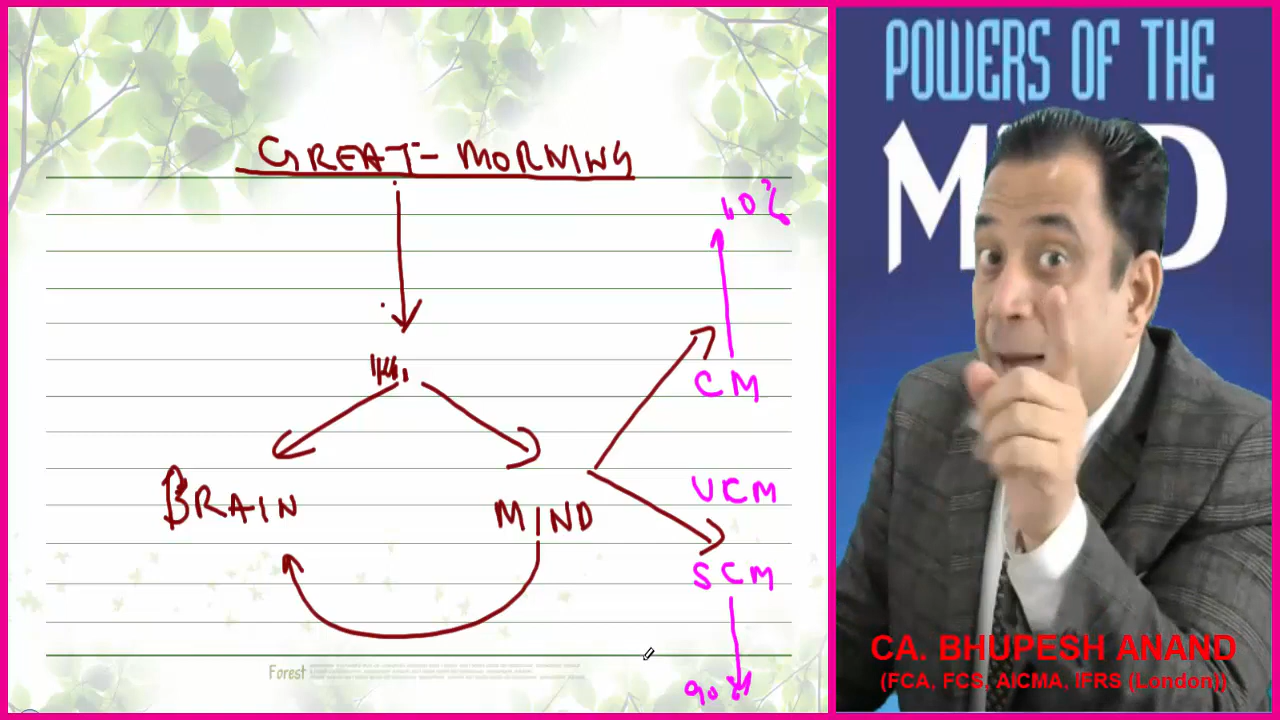 GREAT - MORNING
10%
CM
BRAIN
MIND
UCM
SCM
90%
Forest
POWERS OF THE
M
D
CA. BHUPESH ANAND
(FCA, FCS, AICMA, IFRS (London))